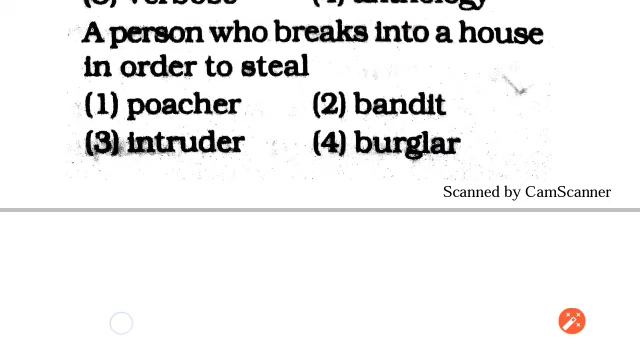 A person who breaks into a house
in order to steal
(1) poacher (2) bandit
(3) intruder (4) burglar
Scanned by CamScanner